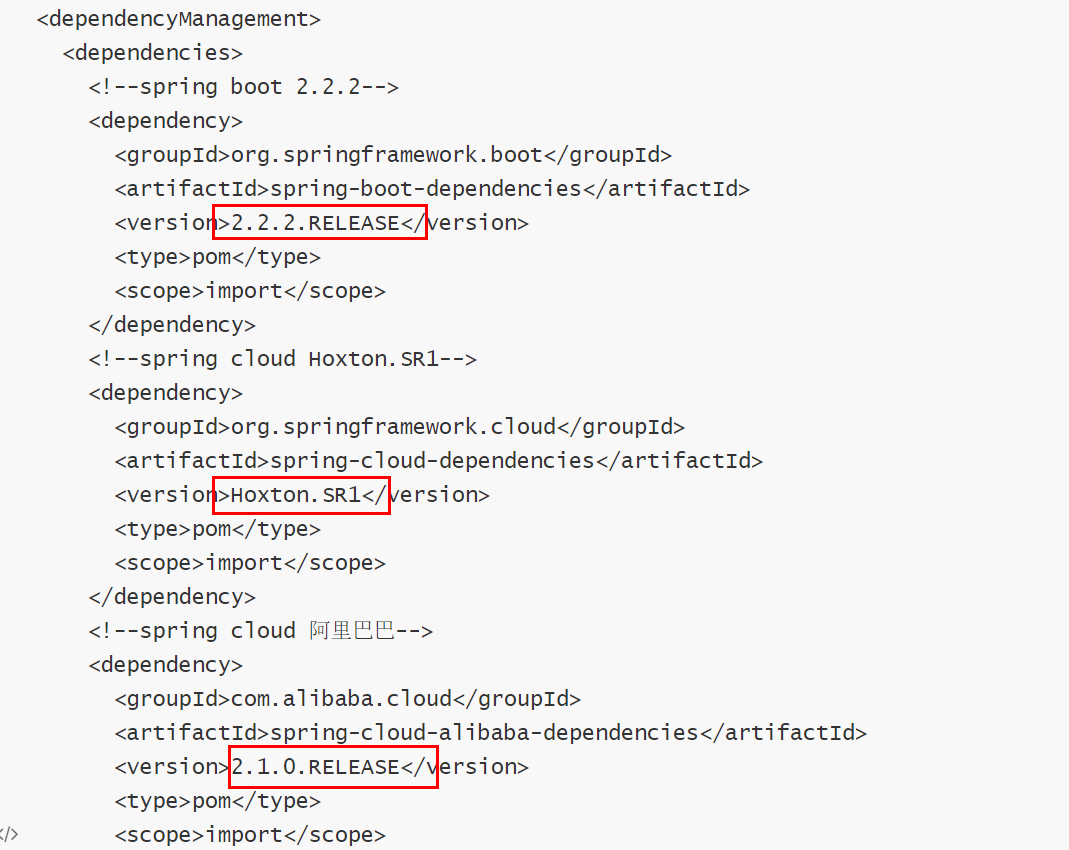 <dependencyManagement>
<dependencies>
<!--spring boot 2.2.2-->
<dependency>
<groupId>org.springframework.boot</groupId>
<artifactId>spring-boot-dependencies</artifactId>
<version>2.2.2.RELEASE</version>
<type>pom</type>
<scope>import</scope>
</dependency>
<!--spring cloud Hoxton.SR1-->
<dependency>
<groupId>org.springframework.cloud</groupId>
<artifactId>spring-cloud-dependencies</artifactId>
<version>Hoxton.SR1</version>
<type>pom</type>
<scope>import</scope>
</dependency>
<!--spring cloud 阿里巴巴-->
<dependency>
<groupId>com.alibaba.cloud</groupId>
<artifactId>spring-cloud-alibaba-dependencies</artifactId>
<version>2.1.0.RELEASE</version>
<type>pom</type>
<scope>import</scope>